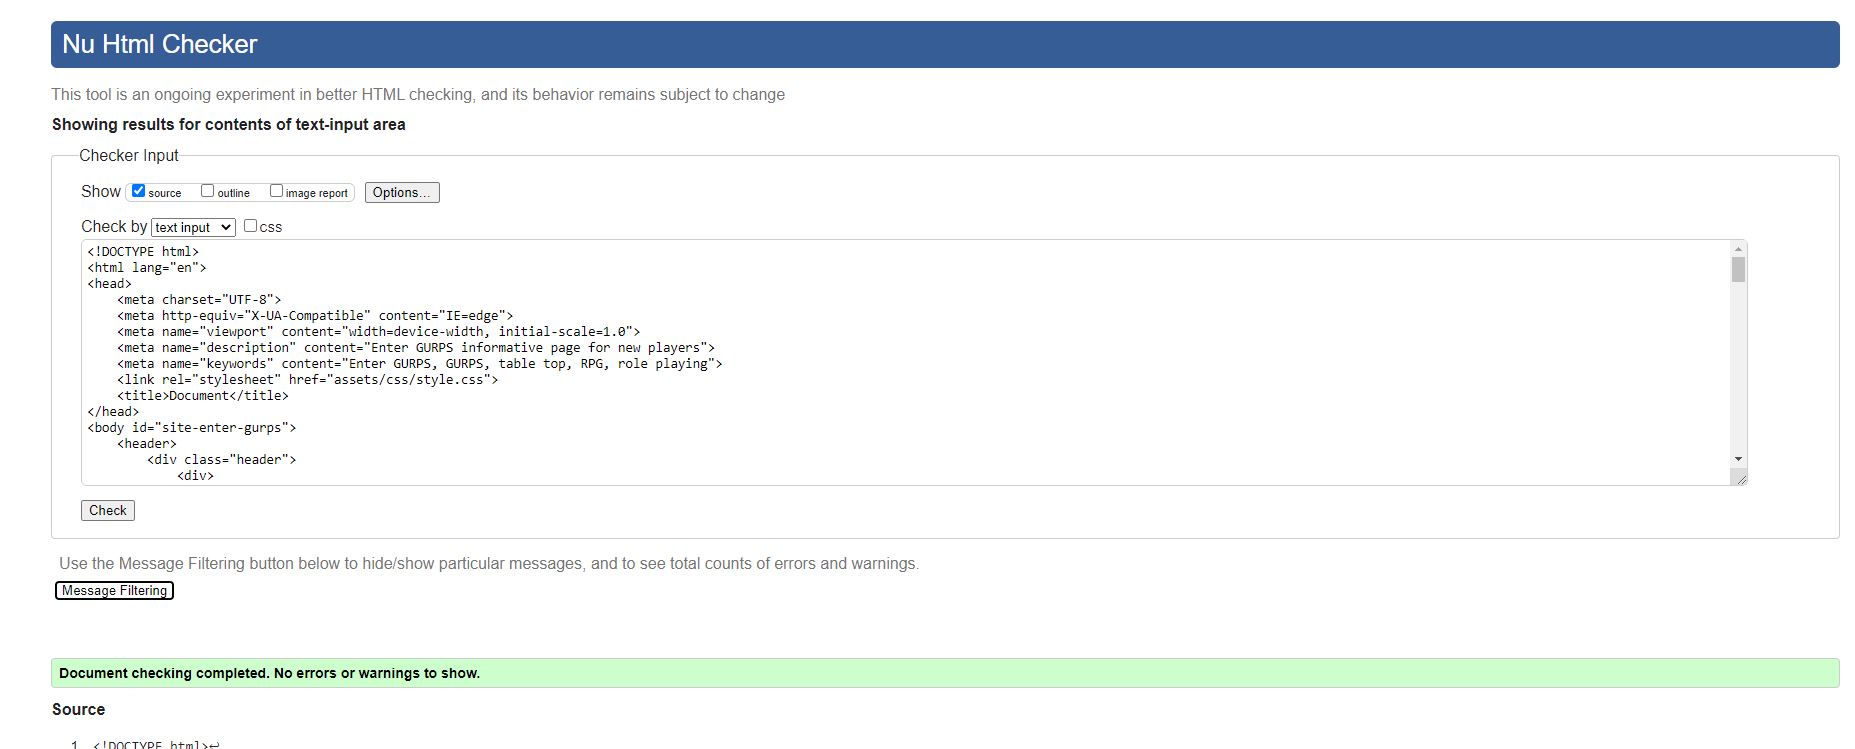 Nu Html Checker
This tool is an ongoing experiment in better HTML checking, and its behavior remains subject to change
Showing results for contents of text-input area
Checker Input
Show source outline image report Options...
Check by text input css
<!DOCTYPE html>
<html lang="en">
<head>
    <meta charset="UTF-8">
    <meta http-equiv="X-UA-Compatible" content="IE=edge">
    <meta name="viewport" content="width=device-width, initial-scale=1.0">
    <meta name="description" content="Enter GURPS informative page for new players">
    <meta name="keywords" content="Enter GURPS, GURPS, table top, RPG, role playing">
    <link rel="stylesheet" href="assets/css/style.css">
    <title>Document</title>
</head>
<body id="site-enter-gurps">
    <header>
        <div class="header">
            <div>
Check
Use the Message Filtering button below to hide/show particular messages, and to see total counts of errors and warnings.
Message Filtering
Document checking completed. No errors or warnings to show.
Source
1. <!DOCTYPE html>↩